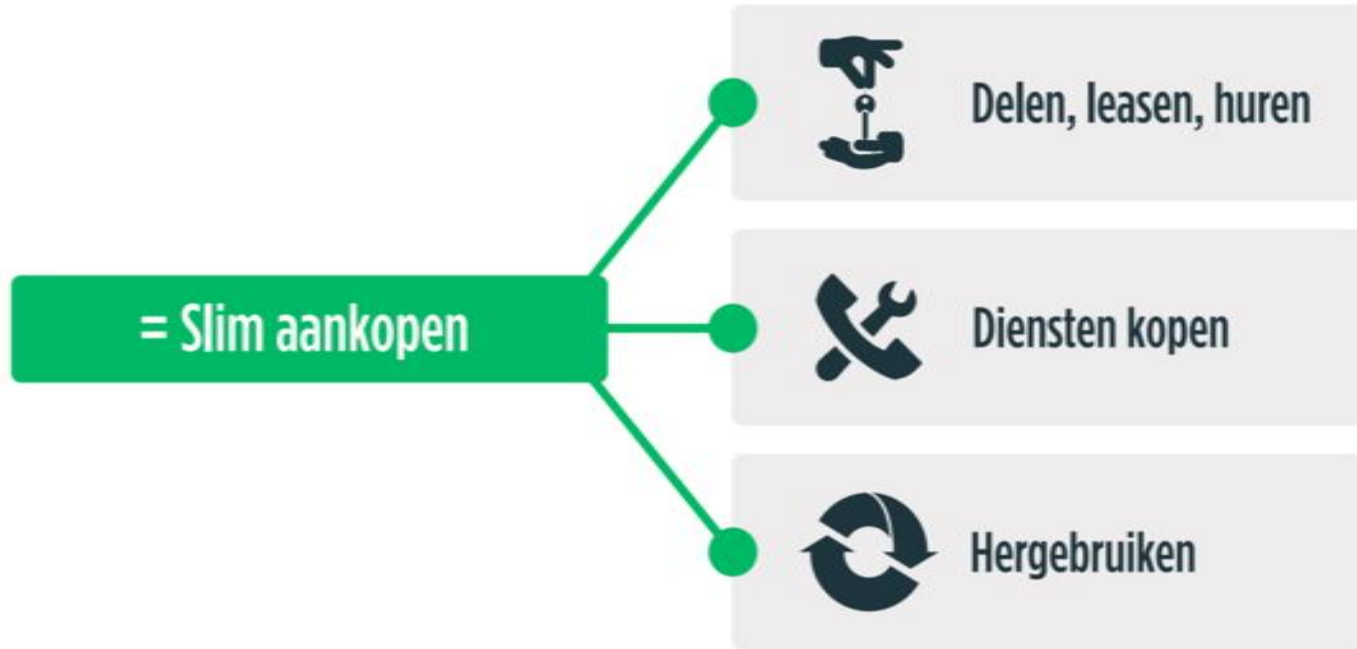 = Slim aankopen
Delen, leasen, huren
Diensten kopen
Hergebruiken